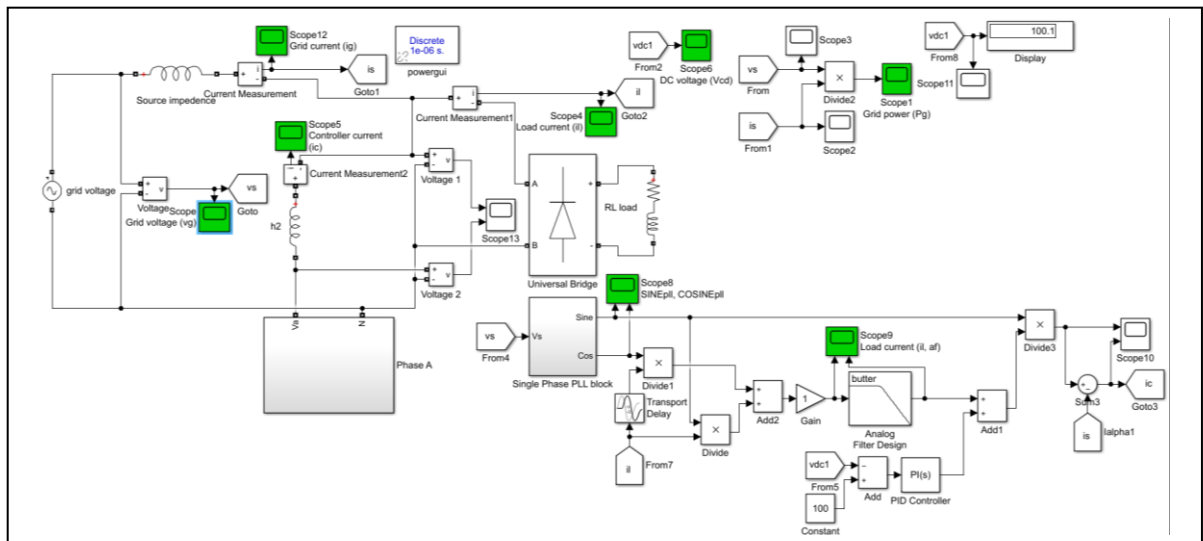 Scope12
Grid current (ig)
Discrete
1e-06 s.
powergui
is
Goto1
i
+
-
Source impedence
Current Measurement
vdc1
From2
Scope6
DC voltage (Vcd)
Scope3
vs
From
×
Divide2
Scope1
Grid power (Pg)
is
From1
Scope2
vdc1
From8
100.1
Display
Scope11
i
+
-
Current Measurement1
il
Goto2
Scope4
Load current (il)
Scope5
Controller current
(ic)
i
-
+
Current Measurement2
+
-
v
Voltage 1
grid voltage
+
-
v
Voltage
vs
Goto
Scope
Grid voltage (vg)
h2
Scope13
A
B
+
-
RL load
Universal Bridge
+
-
v
Voltage 2
Va
N
Phase A
Scope8
SINEpll, COSINEpll
vs
From4
Vs
Sine
Cos
Single Phase PLL block
×
Divide1
Transport
Delay
×
Divide
il
From7
+
+
Add2
1
Gain
Scope9
Load current (il, af)
butter
Analog
Filter Design
+
+
Add1
×
Divide3
Scope10
+
-
Sum3
ic
Goto3
is
Ialpha1
vdc1
From5
100
Constant
-
+
Add
PI(s)
PID Controller